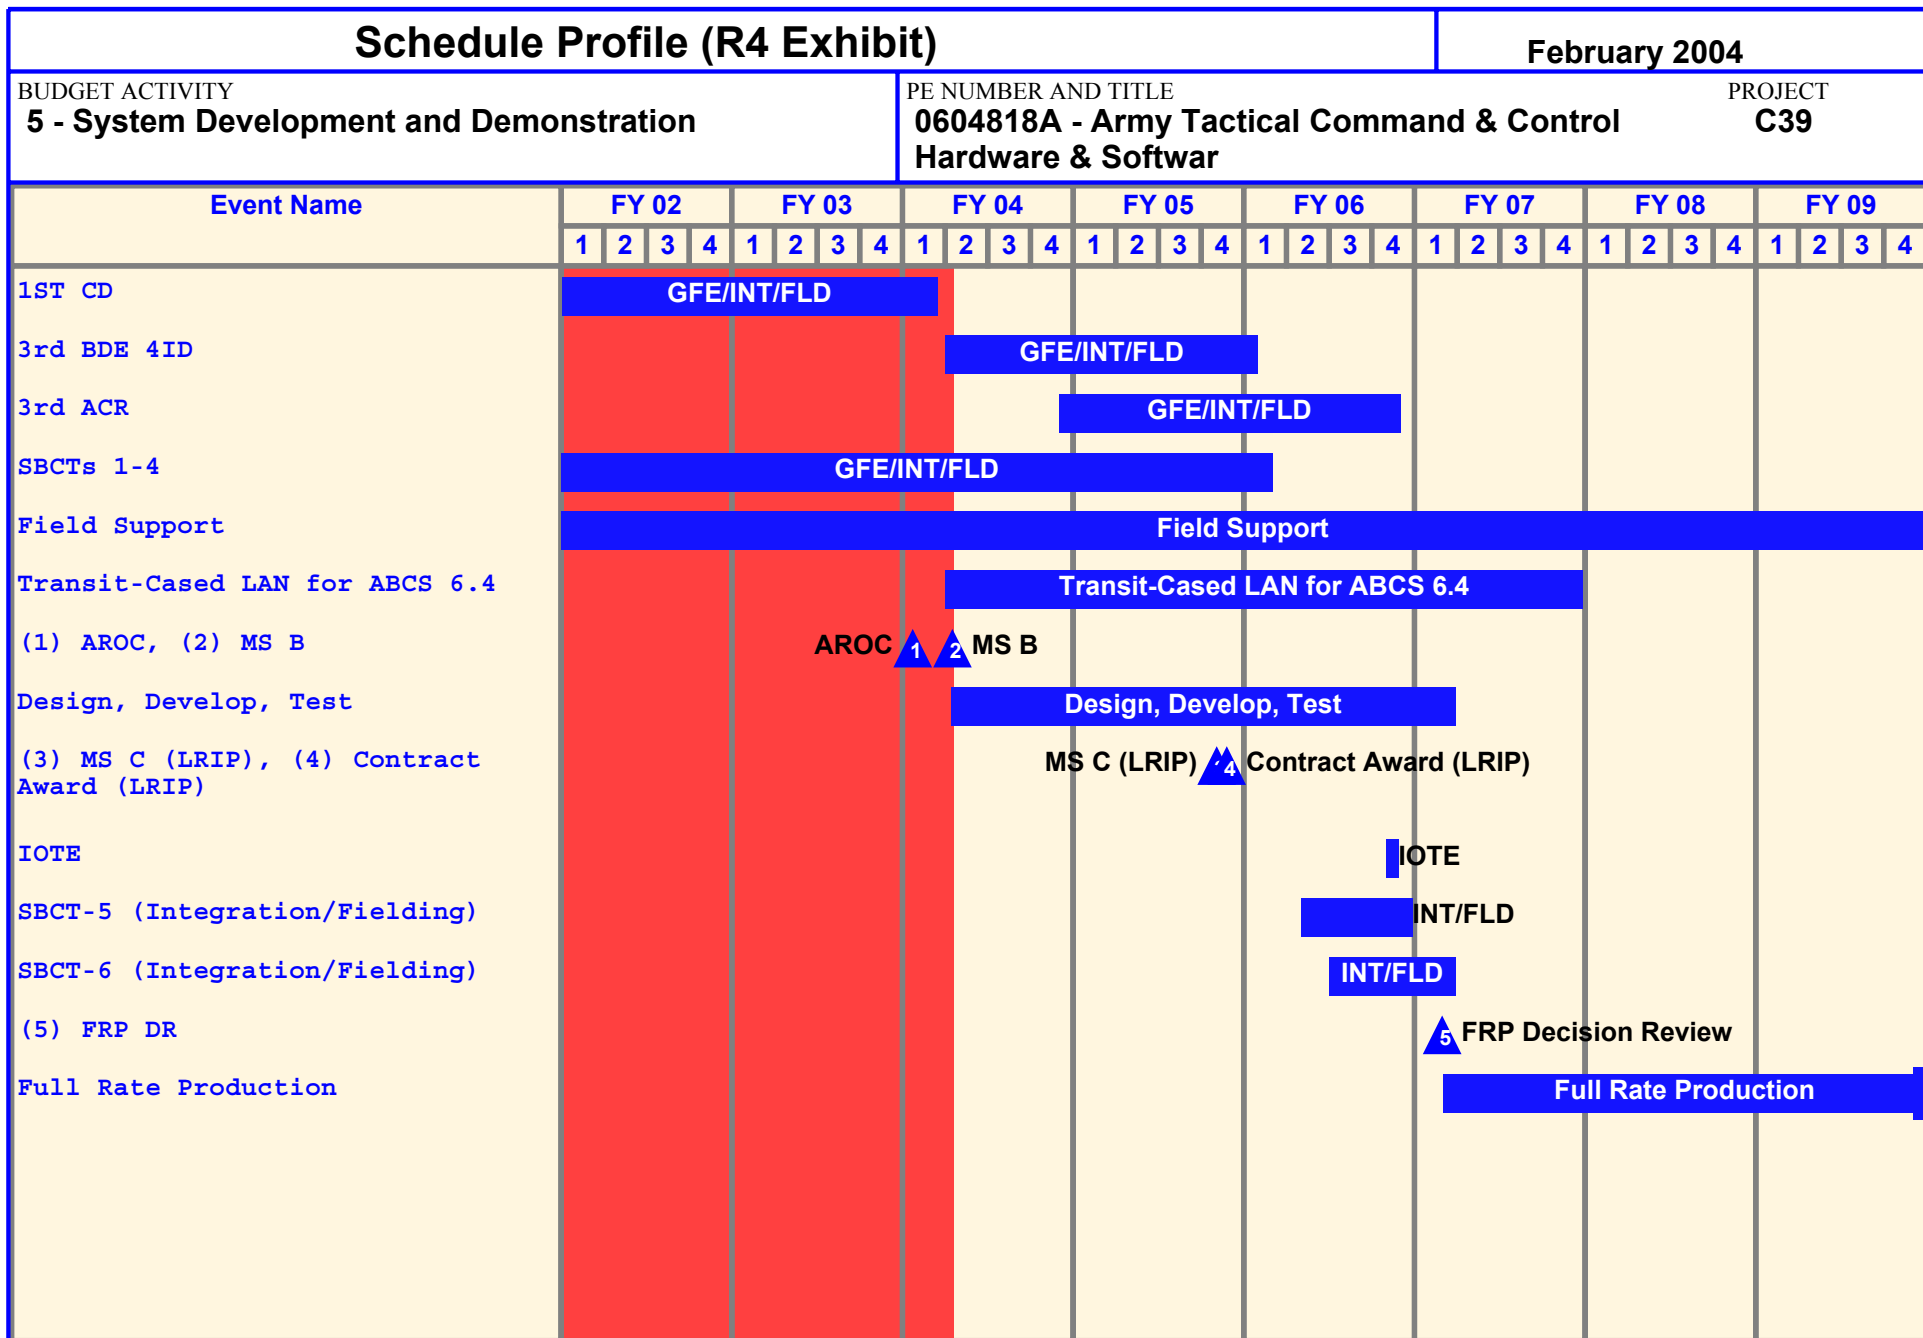 Schedule Profile (R4 Exhibit)
February 2004
BUDGET ACTIVITY
5 - System Development and Demonstration
PE NUMBER AND TITLE
0604818A - Army Tactical Command & Control
Hardware & Softwar
PROJECT
C39
Event Name FY 02 FY 03 FY 04 FY 05 FY 06 FY 07 FY 08 FY 09
1 2 3 4 1 2 3 4 1 2 3 4 1 2 3 4 1 2 3 4 1 2 3 4 1 2 3 4 1 2 3 4
1ST CD GFE/INT/FLD
3rd BDE 4ID GFE/INT/FLD
3rd ACR GFE/INT/FLD
SBCTs 1-4 GFE/INT/FLD
Field Support Field Support
Transit-Cased LAN for ABCS 6.4 Transit-Cased LAN for ABCS 6.4
(1) AROC, (2) MS B AROC 1 2 MS B
Design, Develop, Test Design, Develop, Test
(3) MS C (LRIP), (4) Contract MS C (LRIP) 4 Contract Award (LRIP)
Award (LRIP)
IOTE IOTE
SBCT-5 (Integration/Fielding) INT/FLD
SBCT-6 (Integration/Fielding) INT/FLD
(5) FRP DR 5 FRP Decision Review
Full Rate Production Full Rate Production